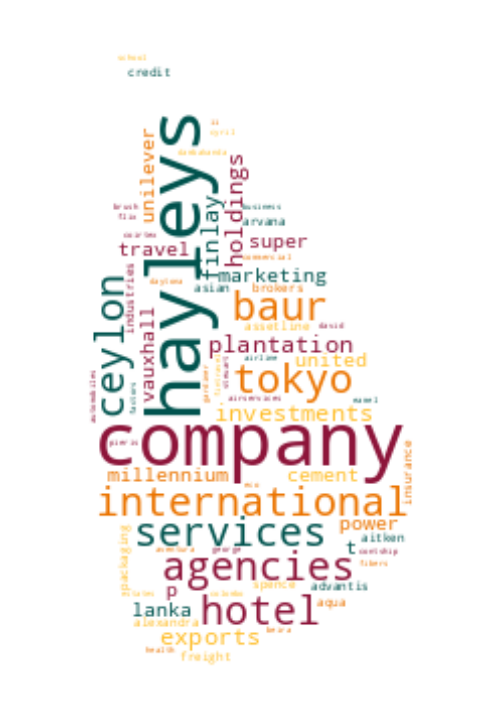 school
credit
hayleys
unilever
cyril
holdings
finlay
business
brush
arvana
super
travel
commercial
marketing
asian
brokers
daytona
industries
ceylon
vauxhall
baur
assetline
david
plantation
airline
united
tokyo
automobiles
airservices
investments
company
pieris
insurance
millennium
cement
international
services
power
t
aitken
george
packaging
agencies
fibers
spence
advantis
p
colombo
lanka
hotel
aqua
alexandra
beira
exports
health
freight